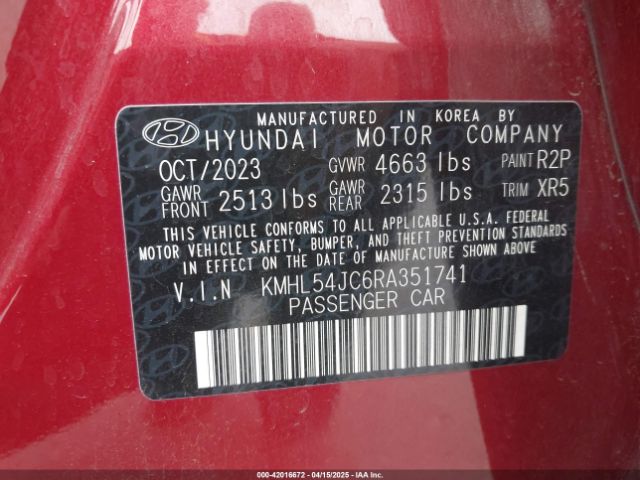 MANUFACTURED IN KOREA BY
HYUNDAI MOTOR COMPANY
OCT/2023 GVWR 4663 lbs PAINT R2P
GAWR FRONT 2513 lbs GAWR REAR 2315 lbs TRIM XR5
THIS VEHICLE CONFORMS TO ALL APPLICABLE U.S.A. FEDERAL
MOTOR VEHICLE SAFETY, BUMPER, AND THEFT PREVENTION STANDARDS
IN EFFECT ON THE DATE OF MANUFACTURE SHOWN ABOVE
V.I.N KMHL54JC6RA351741
PASSENGER CAR
000-42016672 04/15/2025 IAAI.COM